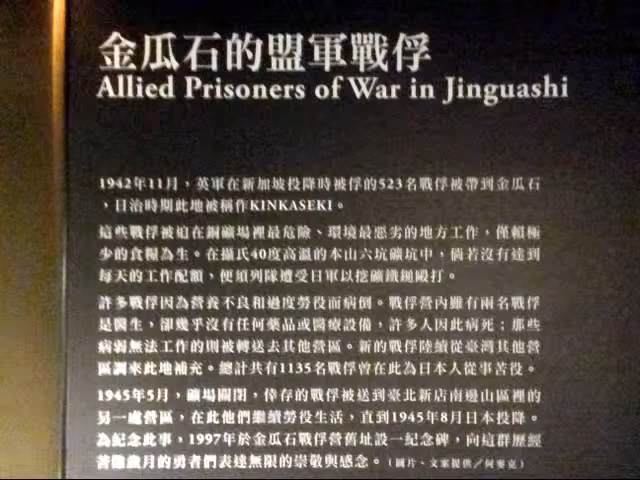 金瓜石的盟軍戰俘
Allied Prisoners of War in Jinguashi
1942年11月，英軍在新加坡投降時被俘的523名戰俘被帶到金瓜石
，日治時期此地被稱作KINKASEKI。
這些戰俘被迫在銅礦場裡最危險、環境最惡劣的地方工作，僅賴極
少的食糧為生。在攝氏40度高溫的本山六坑礦坑中，倘若沒有達到
每天的工作配額，便須列隊遭受日軍以挖礦鐵鎚毆打。
許多戰俘因為營養不良和過度勞役而病倒。戰俘營內雖有兩名戰俘
是醫生，卻幾乎沒有任何藥品或醫療設備，許多人因此病死；那些
病弱無法工作的則被轉送去其他營區。新的戰俘陸續從臺灣其他營
區調來此地補充。總計共有1135名戰俘曾在此為日本人從事苦役。
1945年5月，礦場關閉，倖存的戰俘被送到臺北新店南邊山區裡的
另一處營區，在此他們繼續勞役生活，直到1945年8月日本投降。
為紀念此事，1997年於金瓜石戰俘營舊址設一紀念碑，向這群歷經
苦難歲月的勇者們表達無限的崇敬與感念。（圖片、文案提供／何麥克）